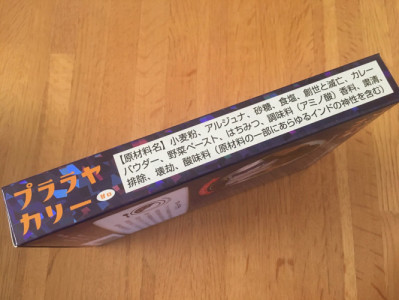 プララヤ
カリー
甘口
【原材料名】小麦粉、アルジュナ、砂糖、食塩、創世と滅亡、カレー
パウダー、野菜ペースト、はちみつ、調味料（アミノ酸）香料、粛清、
排除、壊劫、酸味料（原材料の一部にあらゆるインドの神性を含む）